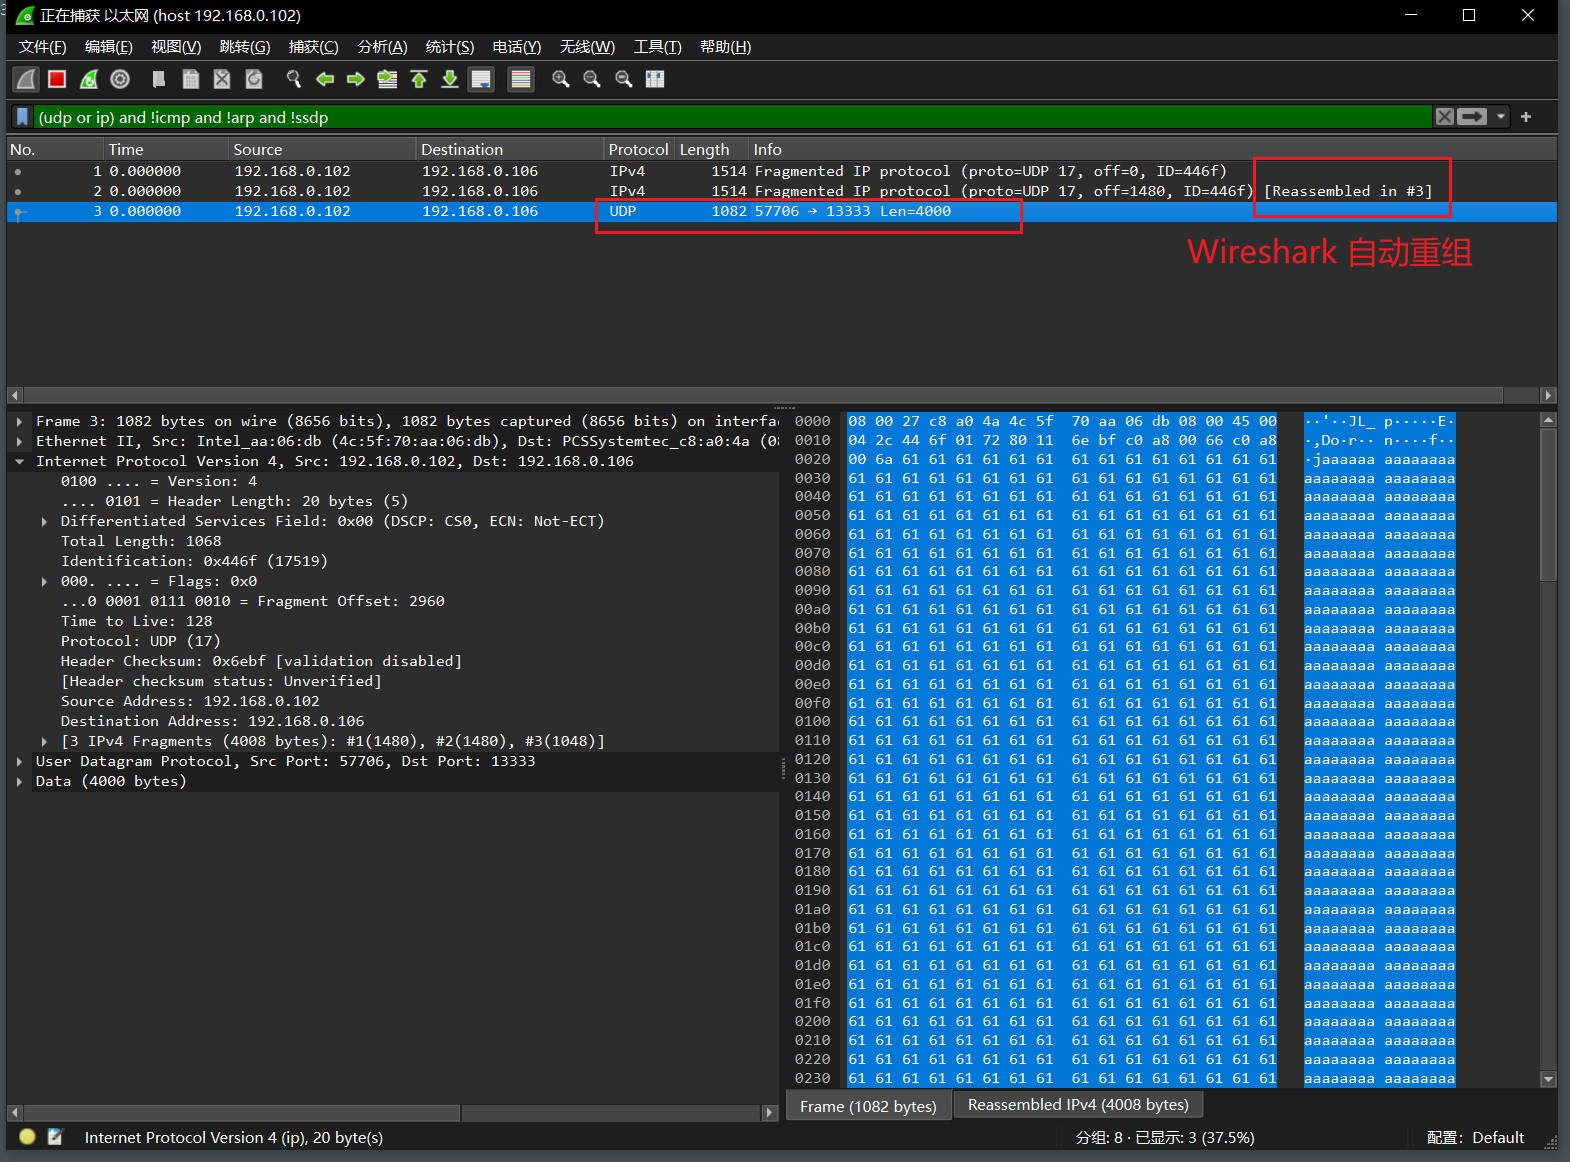 正在捕获 以太网 (host 192.168.0.102)
文件(F) 编辑(E) 视图(V) 跳转(G) 捕获(C) 分析(A) 统计(S) 电话(Y) 无线(W) 工具(T) 帮助(H)
(udp or ip) and !icmp and !arp and !ssdp
No. Time Source Destination Protocol Length Info
1 0.000000 192.168.0.102 192.168.0.106 IPv4 1514 Fragmented IP protocol (proto=UDP 17, off=0, ID=446f)
2 0.000000 192.168.0.102 192.168.0.106 IPv4 1514 Fragmented IP protocol (proto=UDP 17, off=1480, ID=446f) [Reassembled in #3]
3 0.000000 192.168.0.102 192.168.0.106 UDP 1082 57706 → 13333 Len=4000
Wireshark 自动重组
Frame 3: 1082 bytes on wire (8656 bits), 1082 bytes captured (8656 bits) on interfac
Ethernet II, Src: Intel_aa:06:db (4c:5f:70:aa:06:db), Dst: PCSSystemtec_c8:a0:4a (08
Internet Protocol Version 4, Src: 192.168.0.102, Dst: 192.168.0.106
0100 .... = Version: 4
.... 0101 = Header Length: 20 bytes (5)
Differentiated Services Field: 0x00 (DSCP: CS0, ECN: Not-ECT)
Total Length: 1068
Identification: 0x446f (17519)
000. .... = Flags: 0x0
...0 0001 0111 0010 = Fragment Offset: 2960
Time to Live: 128
Protocol: UDP (17)
Header Checksum: 0x6ebf [validation disabled]
[Header checksum status: Unverified]
Source Address: 192.168.0.102
Destination Address: 192.168.0.106
[3 IPv4 Fragments (4008 bytes): #1(1480), #2(1480), #3(1048)]
User Datagram Protocol, Src Port: 57706, Dst Port: 13333
Data (4000 bytes)
0000 08 00 27 c8 a0 4a 4c 5f 70 aa 06 db 08 00 45 00 ··'··JL_ p·····E·
0010 04 2c 44 6f 01 72 80 11 6e bf c0 a8 00 66 c0 a8 ·,Do·r·· n····f··
0020 00 6a 61 61 61 61 61 61 61 61 61 61 61 61 61 61 ·jaaaaaa aaaaaaaa
0030 61 61 61 61 61 61 61 61 61 61 61 61 61 61 61 61 aaaaaaaa aaaaaaaa
0040 61 61 61 61 61 61 61 61 61 61 61 61 61 61 61 61 aaaaaaaa aaaaaaaa
0050 61 61 61 61 61 61 61 61 61 61 61 61 61 61 61 61 aaaaaaaa aaaaaaaa
0060 61 61 61 61 61 61 61 61 61 61 61 61 61 61 61 61 aaaaaaaa aaaaaaaa
0070 61 61 61 61 61 61 61 61 61 61 61 61 61 61 61 61 aaaaaaaa aaaaaaaa
0080 61 61 61 61 61 61 61 61 61 61 61 61 61 61 61 61 aaaaaaaa aaaaaaaa
0090 61 61 61 61 61 61 61 61 61 61 61 61 61 61 61 61 aaaaaaaa aaaaaaaa
00a0 61 61 61 61 61 61 61 61 61 61 61 61 61 61 61 61 aaaaaaaa aaaaaaaa
00b0 61 61 61 61 61 61 61 61 61 61 61 61 61 61 61 61 aaaaaaaa aaaaaaaa
00c0 61 61 61 61 61 61 61 61 61 61 61 61 61 61 61 61 aaaaaaaa aaaaaaaa
00d0 61 61 61 61 61 61 61 61 61 61 61 61 61 61 61 61 aaaaaaaa aaaaaaaa
00e0 61 61 61 61 61 61 61 61 61 61 61 61 61 61 61 61 aaaaaaaa aaaaaaaa
00f0 61 61 61 61 61 61 61 61 61 61 61 61 61 61 61 61 aaaaaaaa aaaaaaaa
0100 61 61 61 61 61 61 61 61 61 61 61 61 61 61 61 61 aaaaaaaa aaaaaaaa
0110 61 61 61 61 61 61 61 61 61 61 61 61 61 61 61 61 aaaaaaaa aaaaaaaa
0120 61 61 61 61 61 61 61 61 61 61 61 61 61 61 61 61 aaaaaaaa aaaaaaaa
0130 61 61 61 61 61 61 61 61 61 61 61 61 61 61 61 61 aaaaaaaa aaaaaaaa
0140 61 61 61 61 61 61 61 61 61 61 61 61 61 61 61 61 aaaaaaaa aaaaaaaa
0150 61 61 61 61 61 61 61 61 61 61 61 61 61 61 61 61 aaaaaaaa aaaaaaaa
0160 61 61 61 61 61 61 61 61 61 61 61 61 61 61 61 61 aaaaaaaa aaaaaaaa
0170 61 61 61 61 61 61 61 61 61 61 61 61 61 61 61 61 aaaaaaaa aaaaaaaa
0180 61 61 61 61 61 61 61 61 61 61 61 61 61 61 61 61 aaaaaaaa aaaaaaaa
0190 61 61 61 61 61 61 61 61 61 61 61 61 61 61 61 61 aaaaaaaa aaaaaaaa
01a0 61 61 61 61 61 61 61 61 61 61 61 61 61 61 61 61 aaaaaaaa aaaaaaaa
01b0 61 61 61 61 61 61 61 61 61 61 61 61 61 61 61 61 aaaaaaaa aaaaaaaa
01c0 61 61 61 61 61 61 61 61 61 61 61 61 61 61 61 61 aaaaaaaa aaaaaaaa
01d0 61 61 61 61 61 61 61 61 61 61 61 61 61 61 61 61 aaaaaaaa aaaaaaaa
01e0 61 61 61 61 61 61 61 61 61 61 61 61 61 61 61 61 aaaaaaaa aaaaaaaa
01f0 61 61 61 61 61 61 61 61 61 61 61 61 61 61 61 61 aaaaaaaa aaaaaaaa
0200 61 61 61 61 61 61 61 61 61 61 61 61 61 61 61 61 aaaaaaaa aaaaaaaa
0210 61 61 61 61 61 61 61 61 61 61 61 61 61 61 61 61 aaaaaaaa aaaaaaaa
0220 61 61 61 61 61 61 61 61 61 61 61 61 61 61 61 61 aaaaaaaa aaaaaaaa
0230 61 61 61 61 61 61 61 61 61 61 61 61 61 61 61 61 aaaaaaaa aaaaaaaa
Frame (1082 bytes) Reassembled IPv4 (4008 bytes)
Internet Protocol Version 4 (ip), 20 byte(s) 分组: 8 · 已显示: 3 (37.5%) 配置: Default